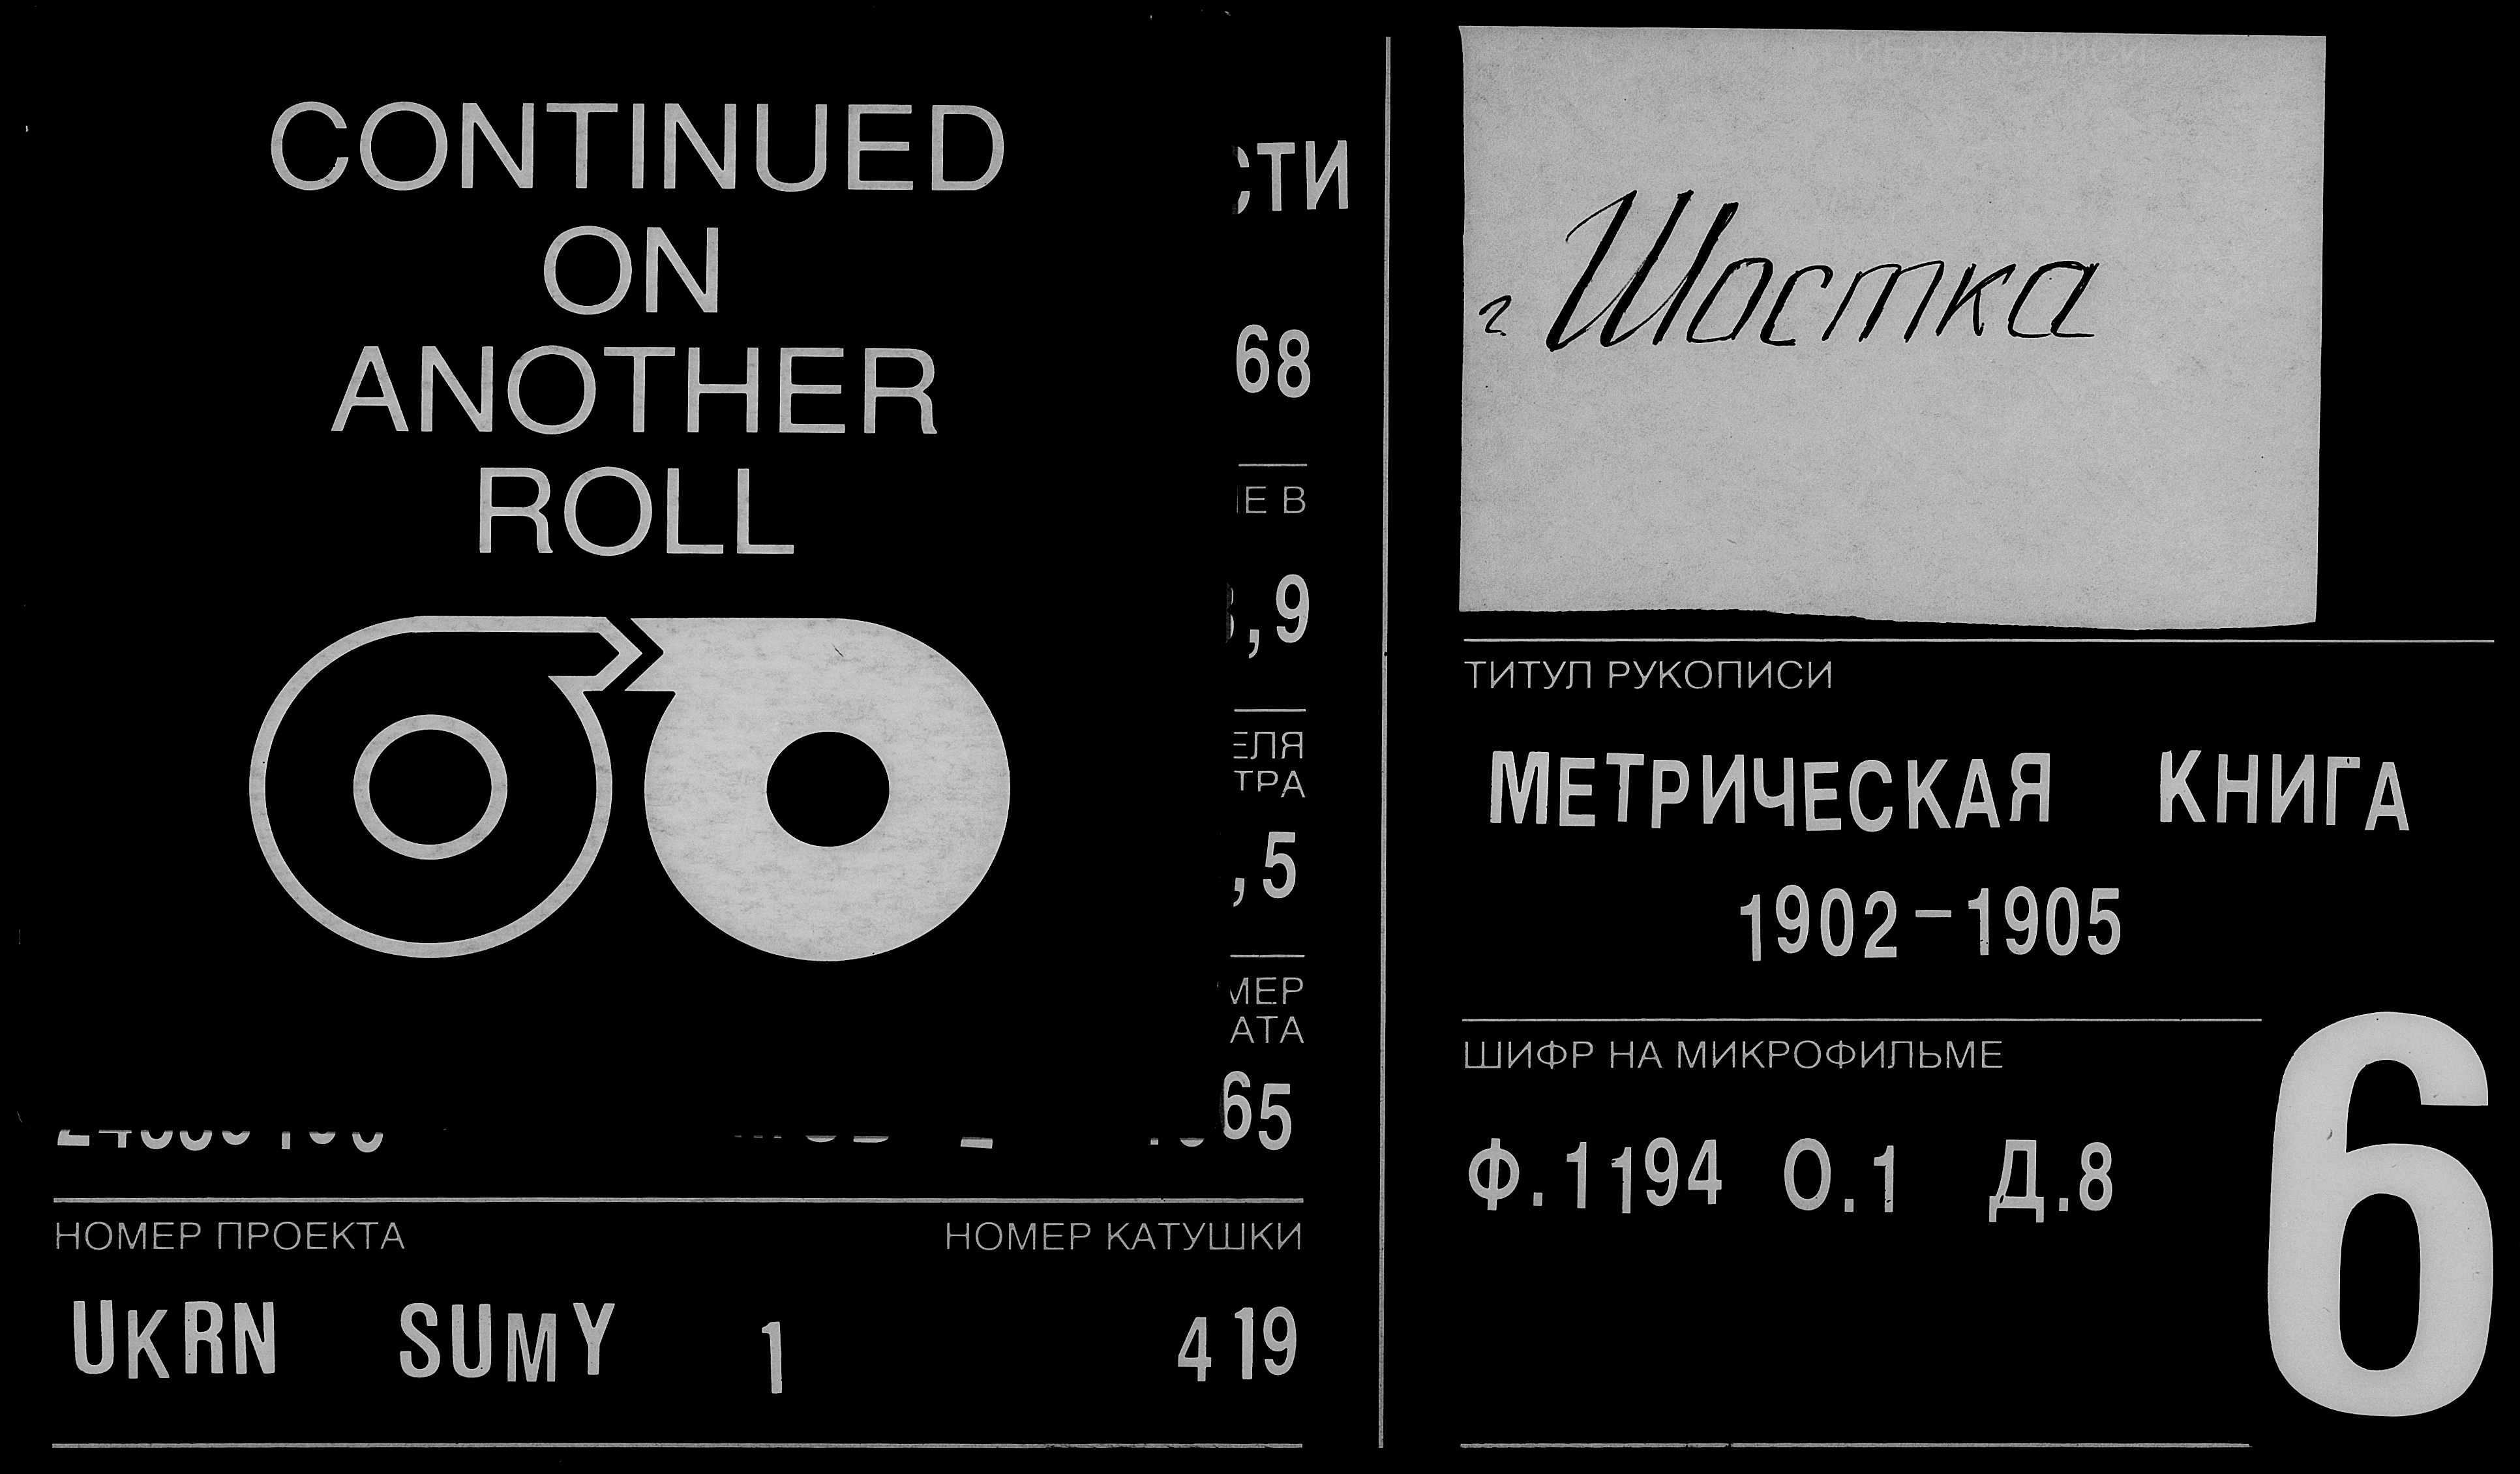 CONTINUED
ON
ANOTHER
ROLL
СТИ
68
Е В
,9
ЕЛЯ
ТРА
,5
МЕР
АТА
65
НОМЕР ПРОЕКТА НОМЕР КАТУШКИ
UKRN SUMY 1 419
г Шостка
ТИТУЛ РУКОПИСИ
МЕТРИЧЕСКАЯ КНИГА
1902-1905
ШИФР НА МИКРОФИЛЬМЕ
Ф.1194 О.1 Д.8
6